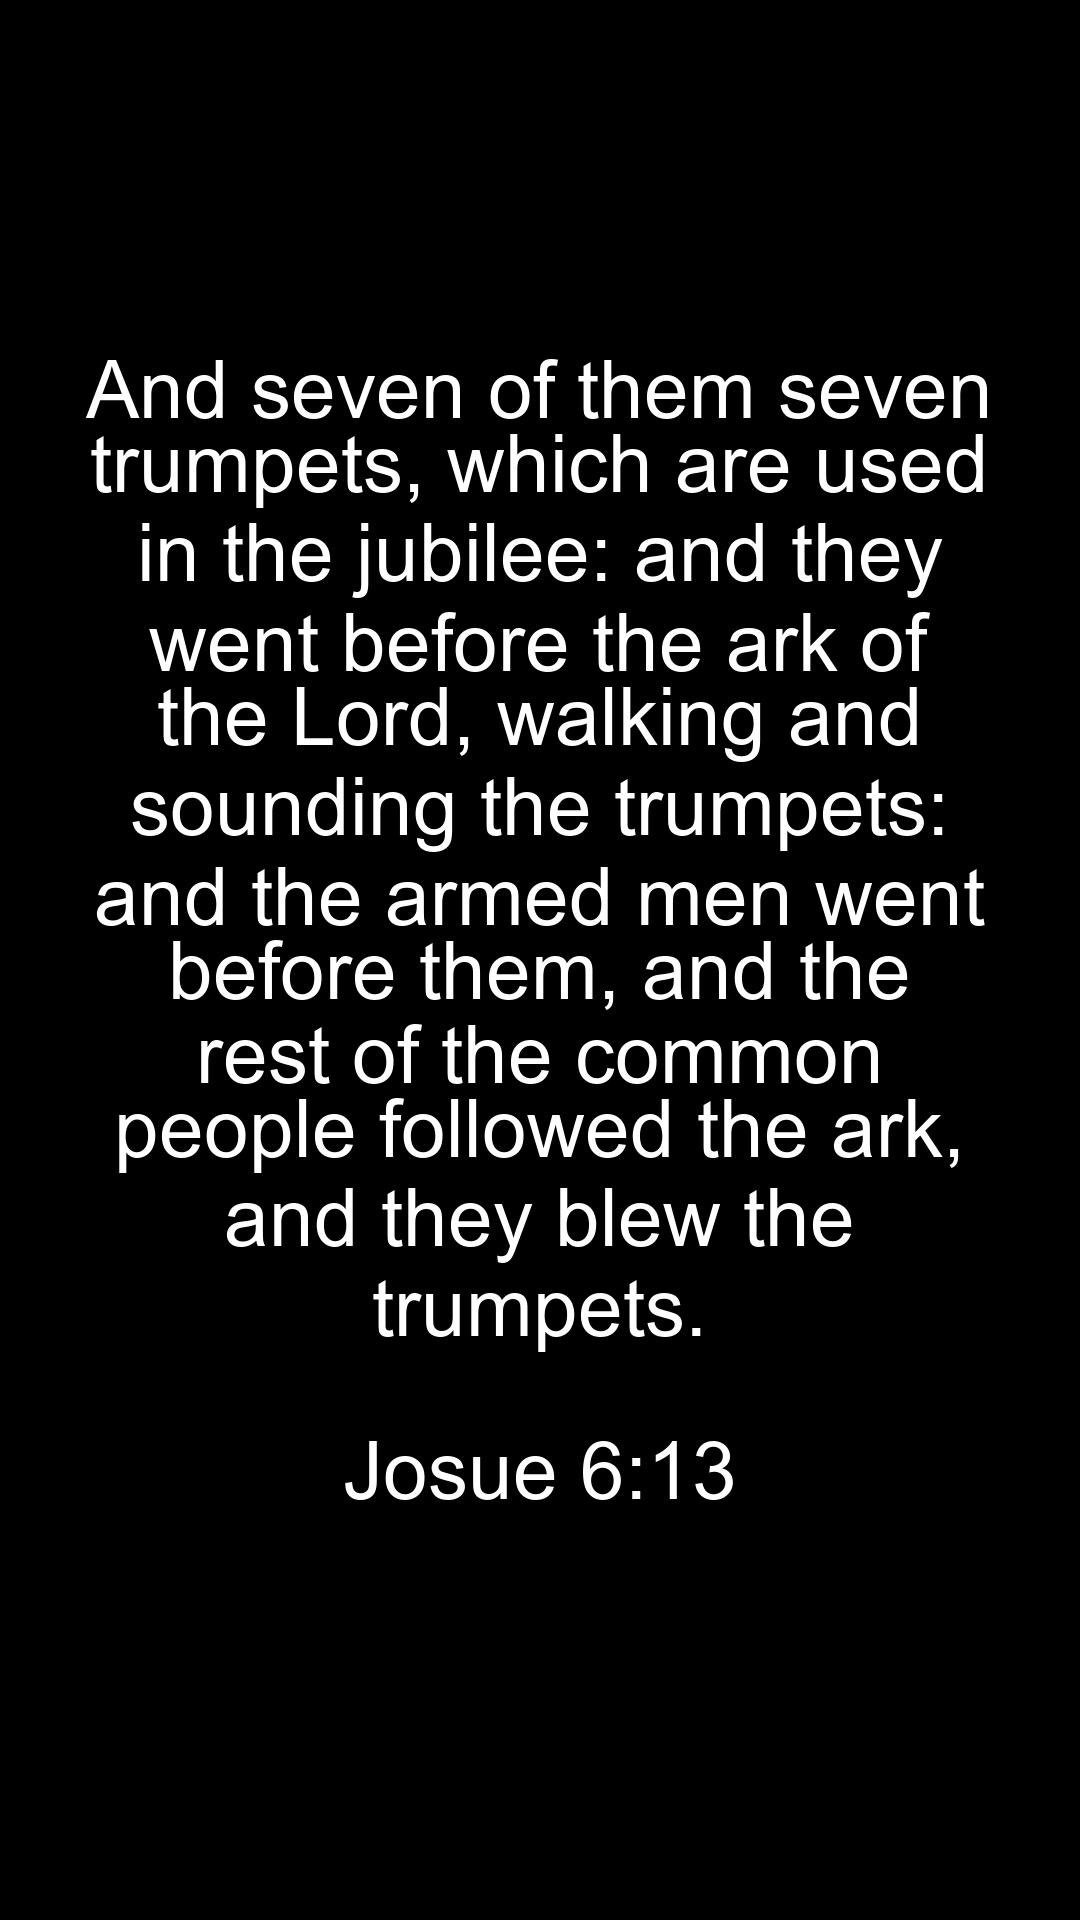 And seven of them seven
trumpets, which are used
in the jubilee: and they
went before the ark of
the Lord, walking and
sounding the trumpets:
and the armed men went
before them, and the
rest of the common
people followed the ark,
and they blew the
trumpets.
Josue 6:13